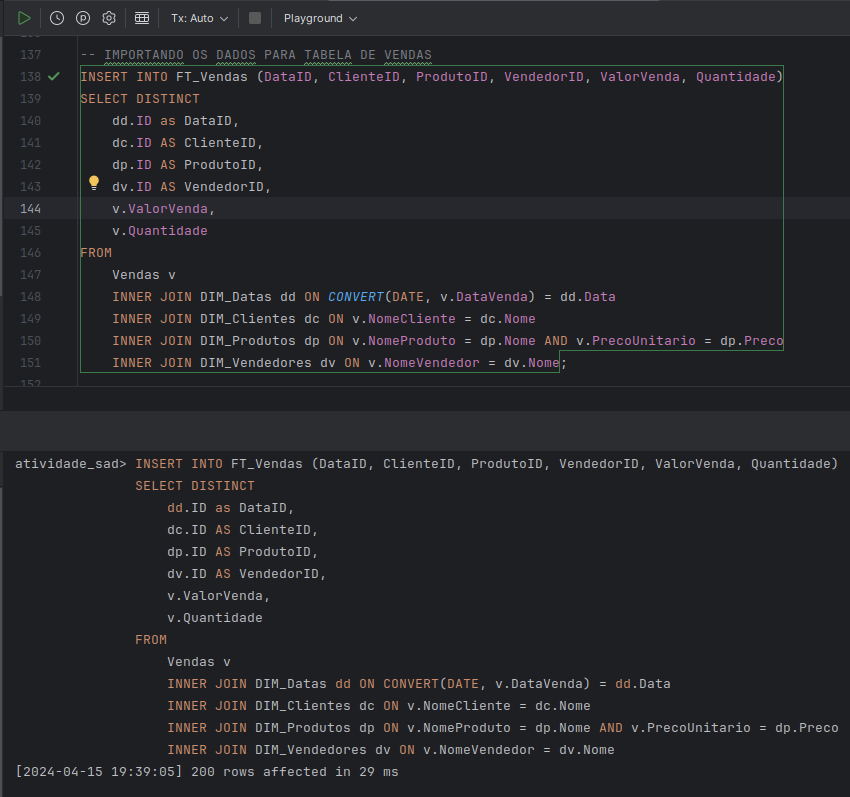 Tx: Auto Playground
137 -- IMPORTANDO OS DADOS PARA TABELA DE VENDAS
138 INSERT INTO FT_Vendas (DataID, ClienteID, ProdutoID, VendedorID, ValorVenda, Quantidade)
139 SELECT DISTINCT
140 dd.ID as DataID,
141 dc.ID AS ClienteID,
142 dp.ID AS ProdutoID,
143 dv.ID AS VendedorID,
144 v.ValorVenda,
145 v.Quantidade
146 FROM
147 Vendas v
148 INNER JOIN DIM_Datas dd ON CONVERT(DATE, v.DataVenda) = dd.Data
149 INNER JOIN DIM_Clientes dc ON v.NomeCliente = dc.Nome
150 INNER JOIN DIM_Produtos dp ON v.NomeProduto = dp.Nome AND v.PrecoUnitario = dp.Preco
151 INNER JOIN DIM_Vendedores dv ON v.NomeVendedor = dv.Nome;
152
atividade_sad> INSERT INTO FT_Vendas (DataID, ClienteID, ProdutoID, VendedorID, ValorVenda, Quantidade)
SELECT DISTINCT
dd.ID as DataID,
dc.ID AS ClienteID,
dp.ID AS ProdutoID,
dv.ID AS VendedorID,
v.ValorVenda,
v.Quantidade
FROM
Vendas v
INNER JOIN DIM_Datas dd ON CONVERT(DATE, v.DataVenda) = dd.Data
INNER JOIN DIM_Clientes dc ON v.NomeCliente = dc.Nome
INNER JOIN DIM_Produtos dp ON v.NomeProduto = dp.Nome AND v.PrecoUnitario = dp.Preco
INNER JOIN DIM_Vendedores dv ON v.NomeVendedor = dv.Nome
[2024-04-15 19:39:05] 200 rows affected in 29 ms